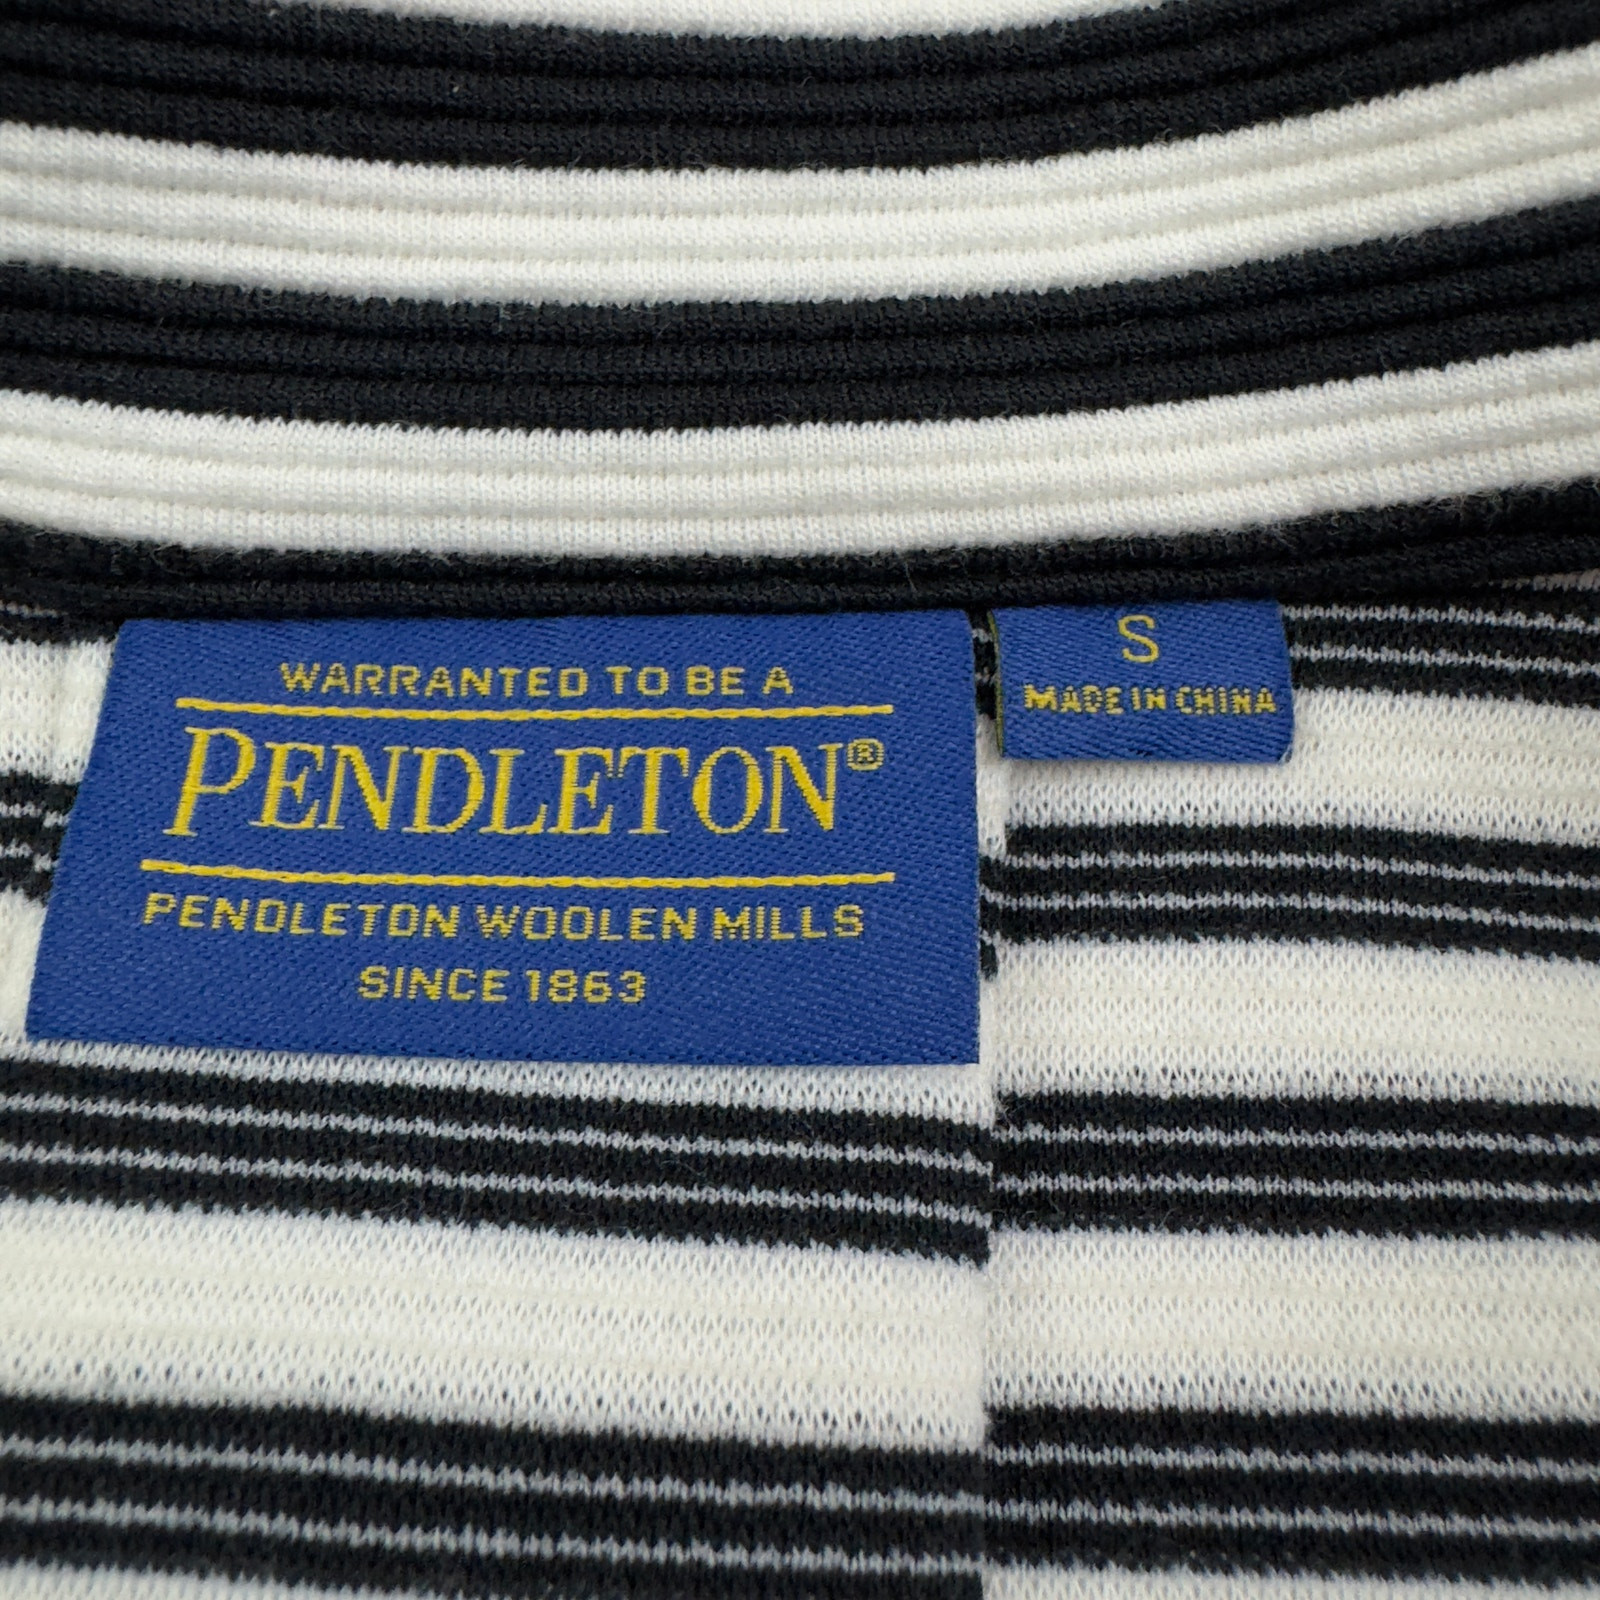 WARRANTED TO BE A
PENDLETON®
PENDLETON WOOLEN MILLS
SINCE 1863
S
MADE IN CHINA